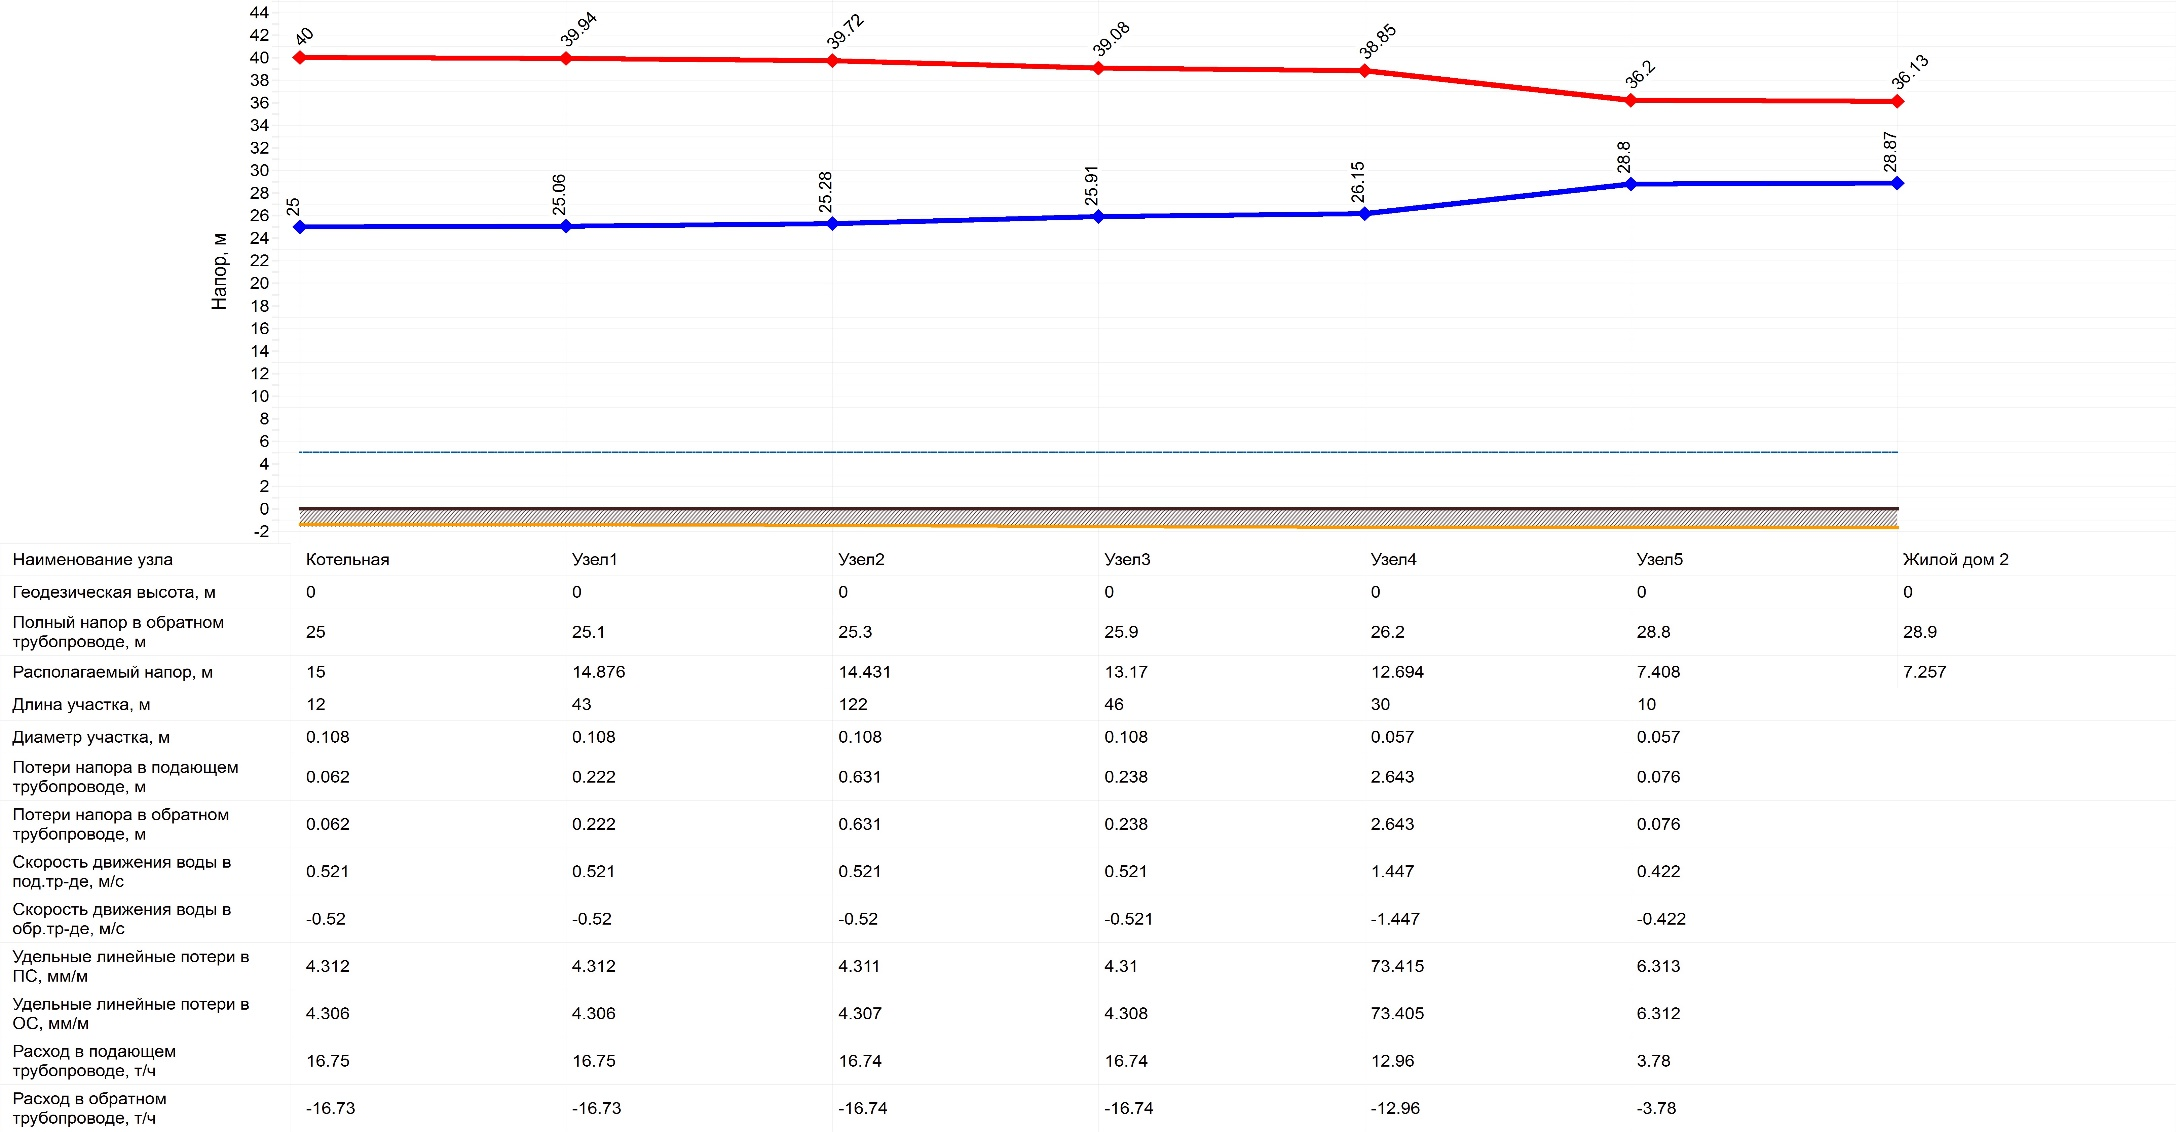 44
42
40
38
36
34
32
30
28
26
24
22
20
18
16
14
12
10
8
6
4
2
0
-2
Напор, м
40
39.94
39.72
39.08
38.85
36.2
36.13
25
25.06
25.28
25.91
26.15
28.8
28.87
Наименование узла Котельная Узел1 Узел2 Узел3 Узел4 Узел5 Жилой дом 2
Геодезическая высота, м 0 0 0 0 0 0 0
Полный напор в обратном
трубопроводе, м 25 25.1 25.3 25.9 26.2 28.8 28.9
Располагаемый напор, м 15 14.876 14.431 13.17 12.694 7.408 7.257
Длина участка, м 12 43 122 46 30 10
Диаметр участка, м 0.108 0.108 0.108 0.108 0.057 0.057
Потери напора в подающем
трубопроводе, м 0.062 0.222 0.631 0.238 2.643 0.076
Потери напора в обратном
трубопроводе, м 0.062 0.222 0.631 0.238 2.643 0.076
Скорость движения воды в
под.тр-де, м/с 0.521 0.521 0.521 0.521 1.447 0.422
Скорость движения воды в
обр.тр-де, м/с -0.52 -0.52 -0.52 -0.521 -1.447 -0.422
Удельные линейные потери в
ПС, мм/м 4.312 4.312 4.311 4.31 73.415 6.313
Удельные линейные потери в
ОС, мм/м 4.306 4.306 4.307 4.308 73.405 6.312
Расход в подающем
трубопроводе, т/ч 16.75 16.75 16.74 16.74 12.96 3.78
Расход в обратном
трубопроводе, т/ч -16.73 -16.73 -16.74 -16.74 -12.96 -3.78